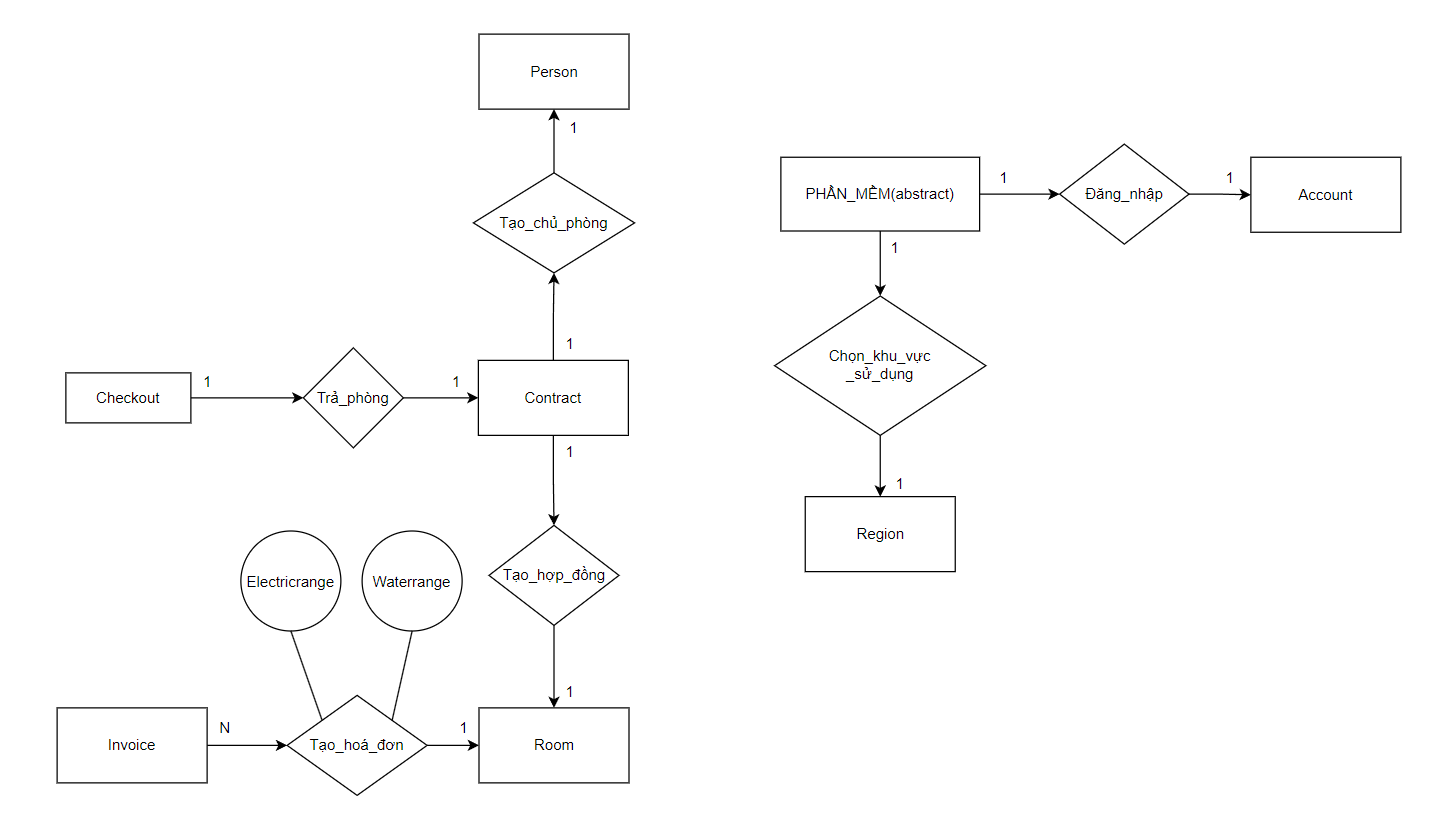 Person
1
Tạo_chủ_phòng
1
Checkout
1
Trả_phòng
1
Contract
1
Electricrange
Waterrange
Tạo_hợp_đồng
1
Invoice
N
Tạo_hoá_đơn
1
Room
PHẦN_MỀM(abstract)
1
Đăng_nhập
1
Account
1
Chọn_khu_vực
_sử_dụng
1
Region